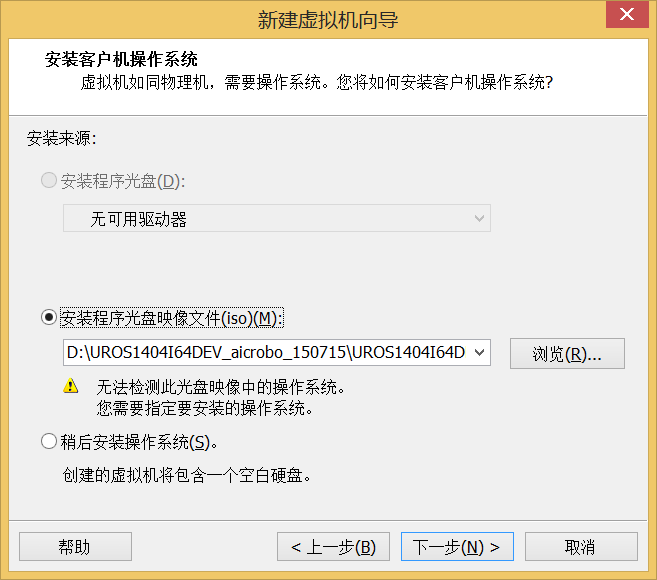 新建虚拟机向导
安装客户机操作系统
虚拟机如同物理机，需要操作系统。您将如何安装客户机操作系统?
安装来源:
安装程序光盘(D):
无可用驱动器
安装程序光盘映像文件(iso)(M):
D:\UROS1404I64DEV_aicrobo_150715\UROS1404I64D
浏览(R)...
无法检测此光盘映像中的操作系统。
您需要指定要安装的操作系统。
稍后安装操作系统(S)。
创建的虚拟机将包含一个空白硬盘。
帮助
< 上一步(B)
下一步(N) >
取消